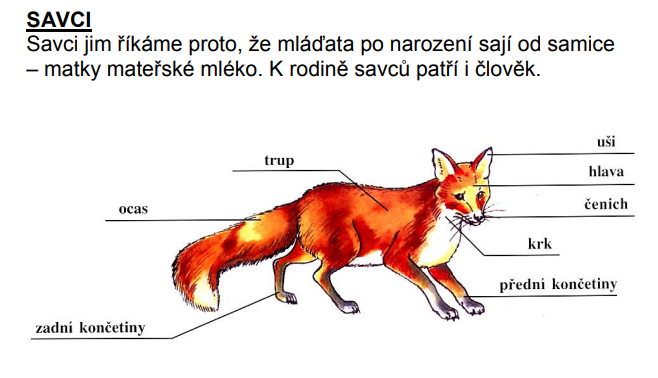 SAVCI
Savci jim říkáme proto, že mláďata po narození sají od samice
– matky mateřské mléko. K rodině savců patří i člověk.
uši
trup
hlava
čenich
ocas
krk
přední končetiny
zadní končetiny